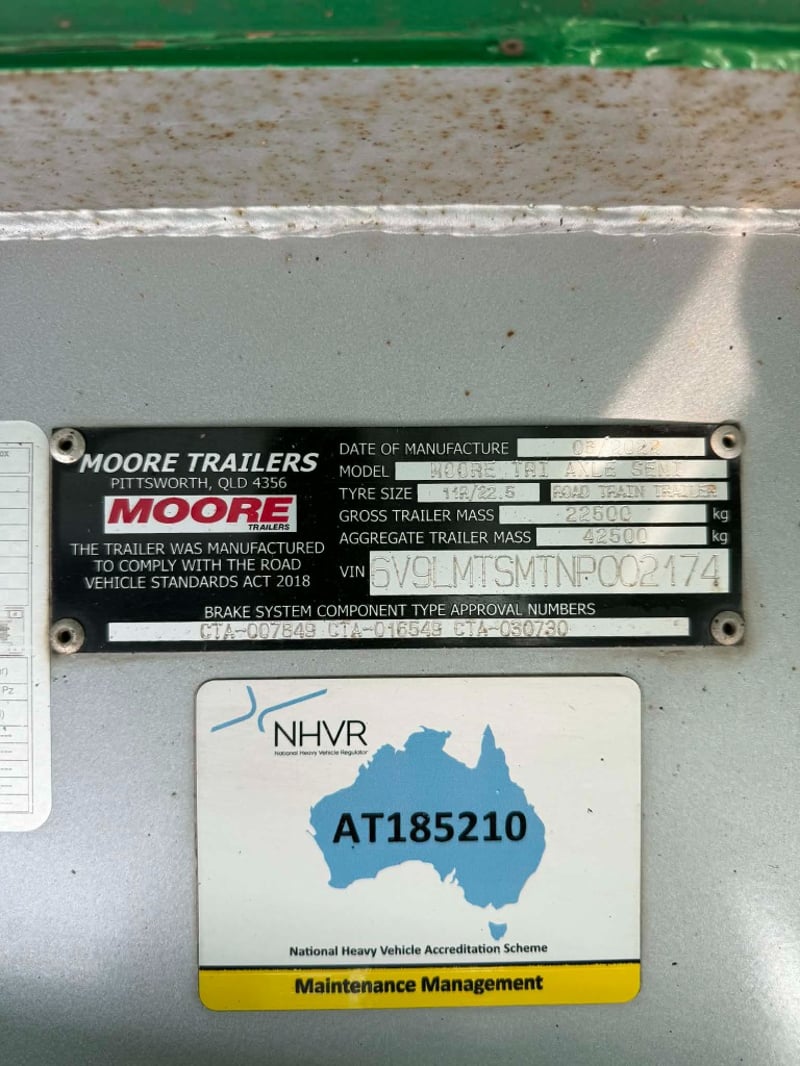 MOORE TRAILERS
PITTSWORTH, QLD 4356
MOORE
TRAILERS
THE TRAILER WAS MANUFACTURED
TO COMPLY WITH THE ROAD
VEHICLE STANDARDS ACT 2018
DATE OF MANUFACTURE /2022
MODEL MOORE TRI AXLE SEMI
TYRE SIZE 11R/22.5 ROAD TRAIN TRAILER
GROSS TRAILER MASS 22500 kg
AGGREGATE TRAILER MASS 42500 kg
VIN 6V9LMTSMTNP002174
BRAKE SYSTEM COMPONENT TYPE APPROVAL NUMBERS
CTA-007849 CTA-016549 CTA-030730
NHVR
National Heavy Vehicle Regulator
AT185210
National Heavy Vehicle Accreditation Scheme
Maintenance Management